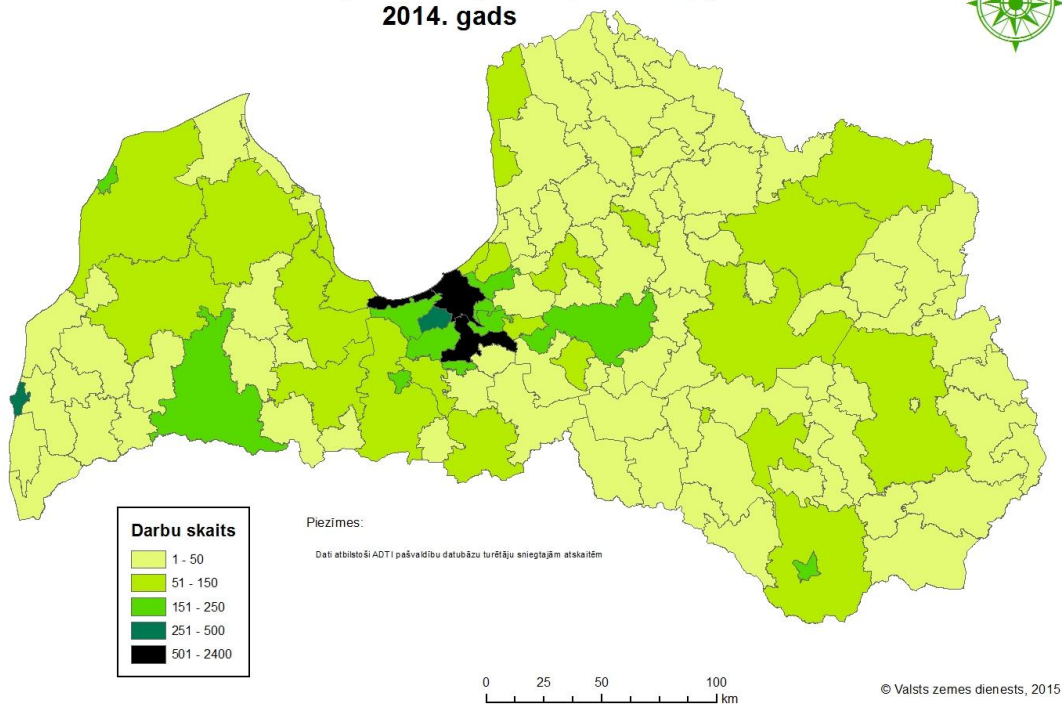 2014. gads
Darbu skaits
1 - 50
51 - 150
151 - 250
251 - 500
501 - 2400
Piezīmes:
Dati atbilstoši ADTI pašvaldību datubāzu turētāju sniegtajām atskaitēm
0 25 50 100
km
© Valsts zemes dienests, 2015